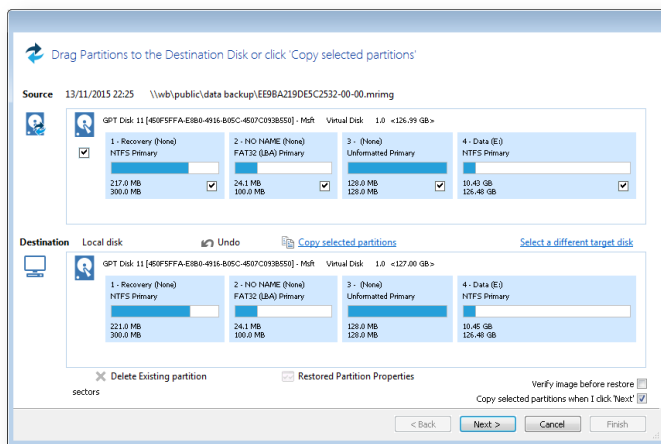 Drag Partitions to the Destination Disk or click 'Copy selected partitions'
Source 13/11/2015 22:25 \\wb\public\data backup\EE9BA219DE5C2532-00-00.mrimg
GPT Disk 11 [450F5FFA-E8B0-4916-B05C-4507C093B550] - Msft Virtual Disk 1.0 <126.99 GB>
1 - Recovery (None)
NTFS Primary
217.0 MB
300.0 MB
2 - NO NAME (None)
FAT32 (LBA) Primary
24.1 MB
100.0 MB
3 - (None)
Unformatted Primary
128.0 MB
128.0 MB
4 - Data (E:)
NTFS Primary
10.43 GB
126.48 GB
Destination Local disk Undo Copy selected partitions Select a different target disk
GPT Disk 11 [450F5FFA-E8B0-4916-B05C-4507C093B550] - Msft Virtual Disk 1.0 <127.00 GB>
1 - Recovery (None)
NTFS Primary
221.0 MB
300.0 MB
2 - NO NAME (None)
FAT32 (LBA) Primary
24.1 MB
100.0 MB
3 - (None)
Unformatted Primary
128.0 MB
128.0 MB
4 - Data (E:)
NTFS Primary
10.45 GB
126.48 GB
Delete Existing partition Restored Partition Properties
sectors
Verify image before restore
Copy selected partitions when I click 'Next'
< Back Next > Cancel Finish